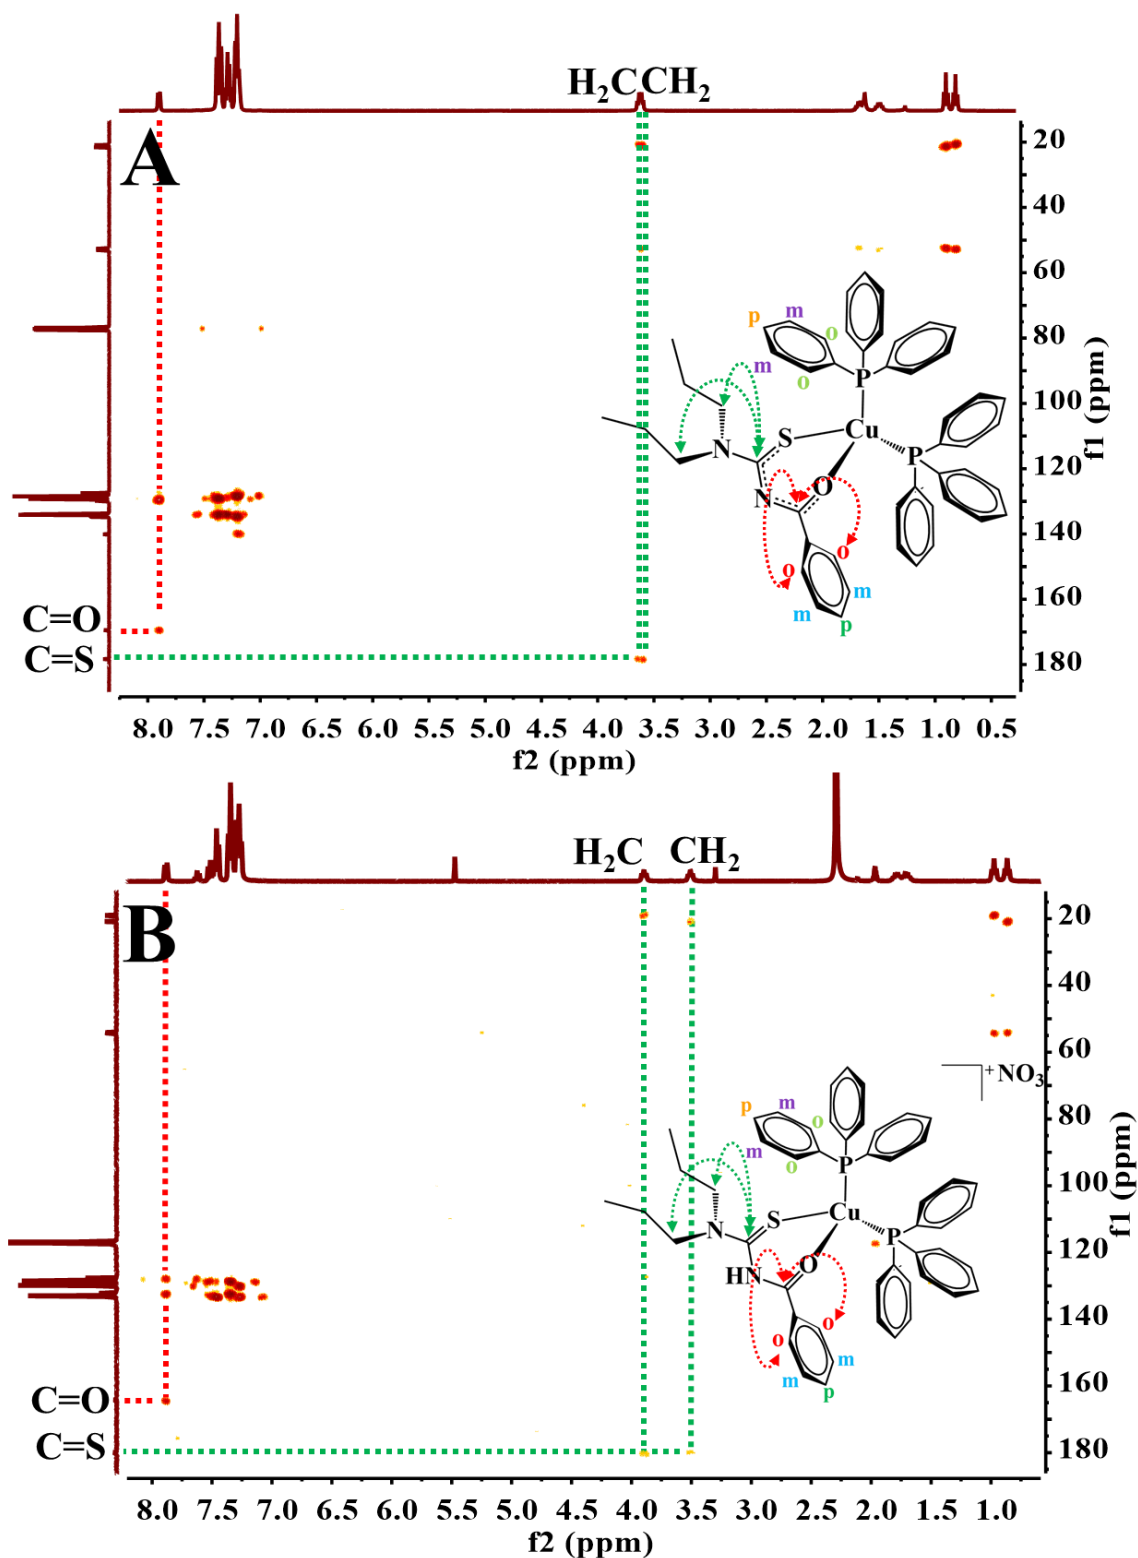 H₂CCH₂
A
20
40
60
80
100
120
140
160
180
f1 (ppm)
p
m
o
m
o
P
S
Cu
N
P
N
O
o
o
m
m
p
C=O
C=S
8.0 7.5 7.0 6.5 6.0 5.5 5.0 4.5 4.0 3.5 3.0 2.5 2.0 1.5 1.0 0.5
f2 (ppm)
H₂C CH₂
B
20
40
60
80
100
120
140
160
180
f1 (ppm)
+NO₃
p
m
o
m
o
P
S
Cu
N
P
HN
O
o
o
m
m
p
C=O
C=S
8.0 7.5 7.0 6.5 6.0 5.5 5.0 4.5 4.0 3.5 3.0 2.5 2.0 1.5 1.0
f2 (ppm)